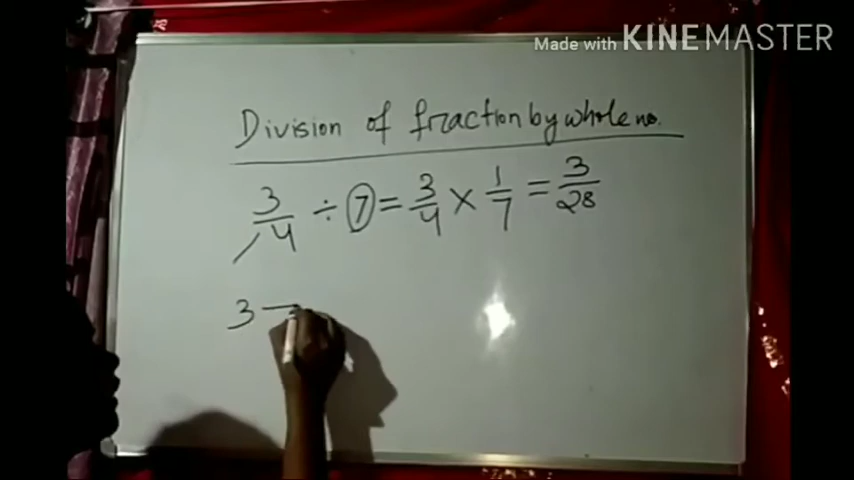 Made with KINEMASTER
Division of fraction by whole no.
3/4 ÷ 7 = 3/4 × 1/7 = 3/28
3 —